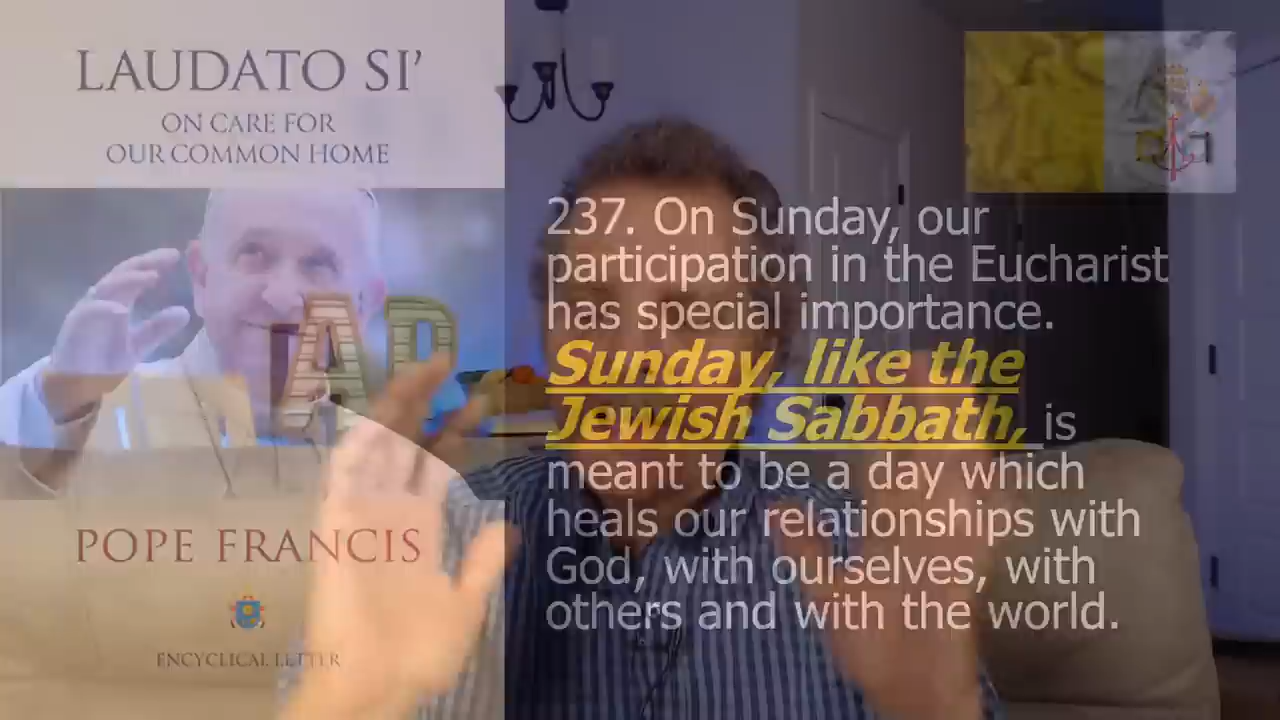 LAUDATO SI’
ON CARE FOR
OUR COMMON HOME
AD
POPE FRANCIS
ENCYCLICAL LETTER
237. On Sunday, our
participation in the Eucharist
has special importance.
Sunday, like the
Jewish Sabbath, is
meant to be a day which
heals our relationships with
God, with ourselves, with
others and with the world.